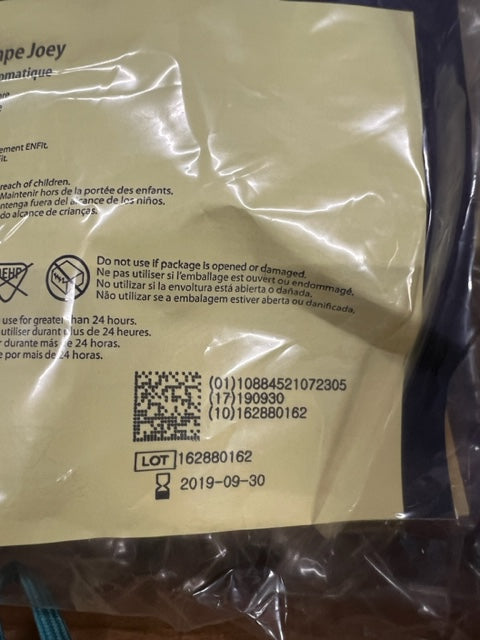 pe Joey
omatique
ement ENFit.
it.
reach of children.
Maintenir hors de la portée des enfants.
ntenga fuera del alcance de los niños.
do alcance de crianças.
DEHP
Do not use if package is opened or damaged.
Ne pas utiliser si l'emballage est ouvert ou endommagé.
No utilizar si la envoltura está abierta o dañada.
Não utilizar se a embalagem estiver aberta ou danificada.
use for greater than 24 hours.
utiliser durant plus de 24 heures.
durante más de 24 horas.
e por mais de 24 horas.
(01)10884521072305
(17)190930
(10)162880162
LOT 162880162
2019-09-30